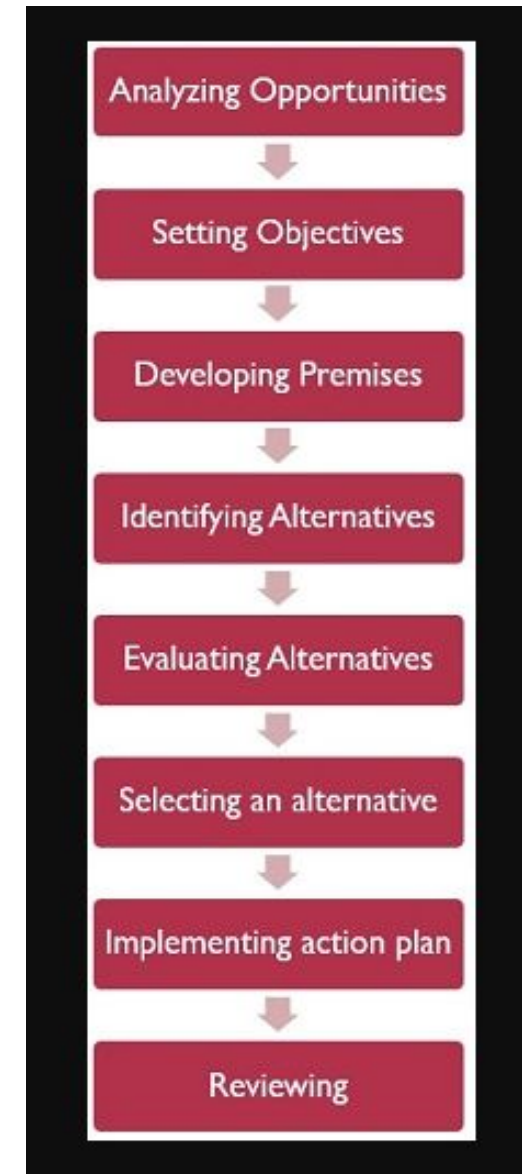 Analyzing Opportunities
Setting Objectives
Developing Premises
Identifying Alternatives
Evaluating Alternatives
Selecting an alternative
Implementing action plan
Reviewing